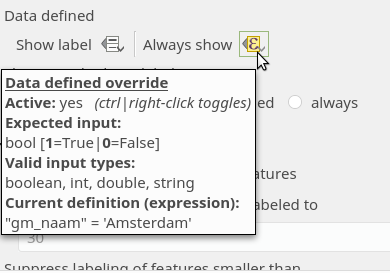 Data defined
Show label Always show
Data defined override
Active: yes (ctrl|right-click toggles)ed always
Expected input:
bool [1=True|0=False]
Valid input types:
boolean, int, double, string
atures
Current definition (expression):
abeled to
"gm_naam" = 'Amsterdam'
30
Suppress labeling of features smaller than